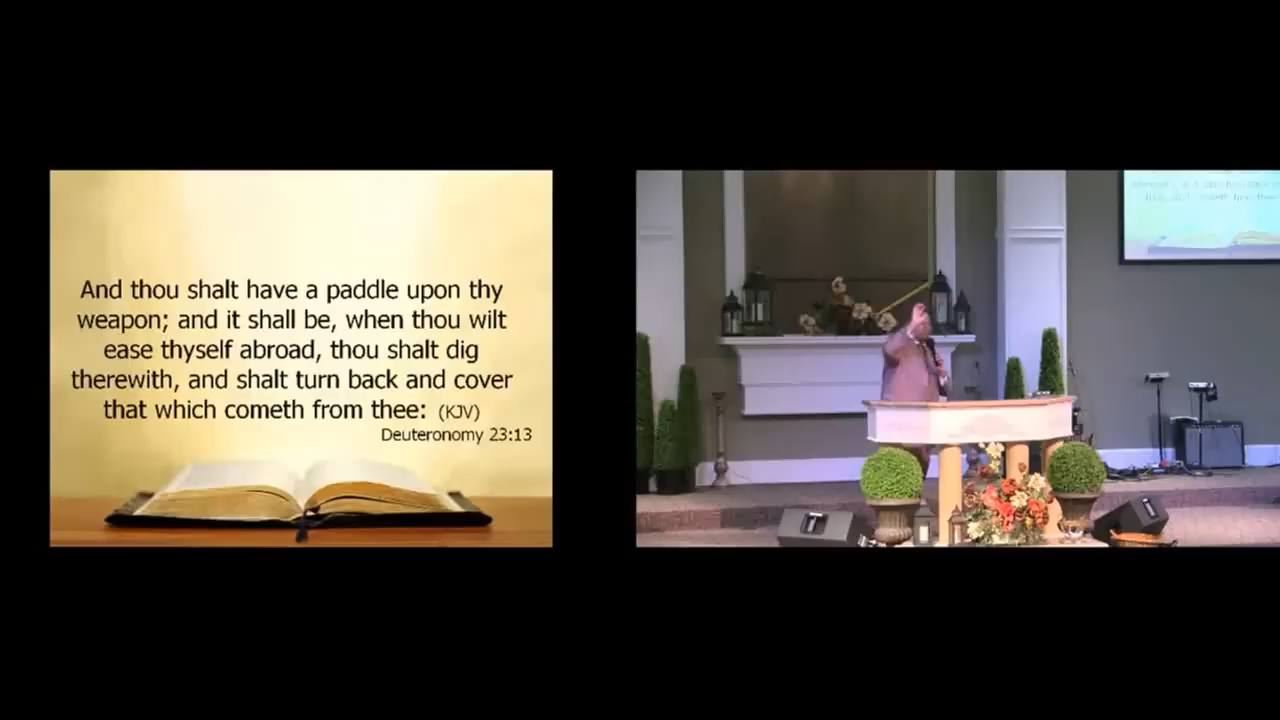 And thou shalt have a paddle upon thy
weapon; and it shall be, when thou wilt
ease thyself abroad, thou shalt dig
therewith, and shalt turn back and cover
that which cometh from thee: (KJV)
Deuteronomy 23:13